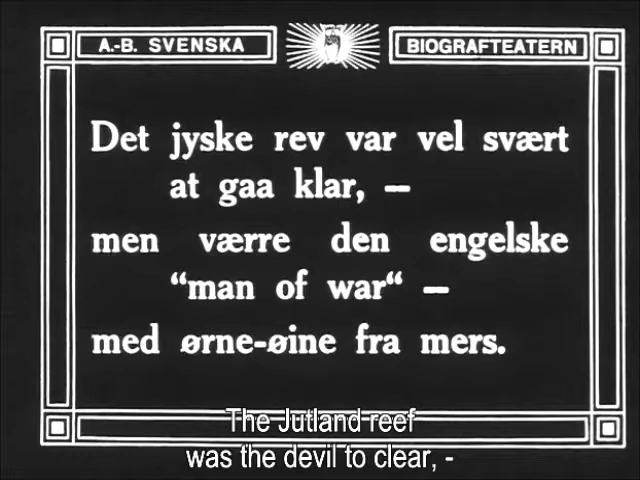 A.-B. SVENSKA BIOGRAFTEATERN
Det jyske rev var vel svært
at gaa klar, —
men værre den engelske
“man of war“ —
med ørne-øine fra mers.
The Jutland reef
was the devil to clear, -